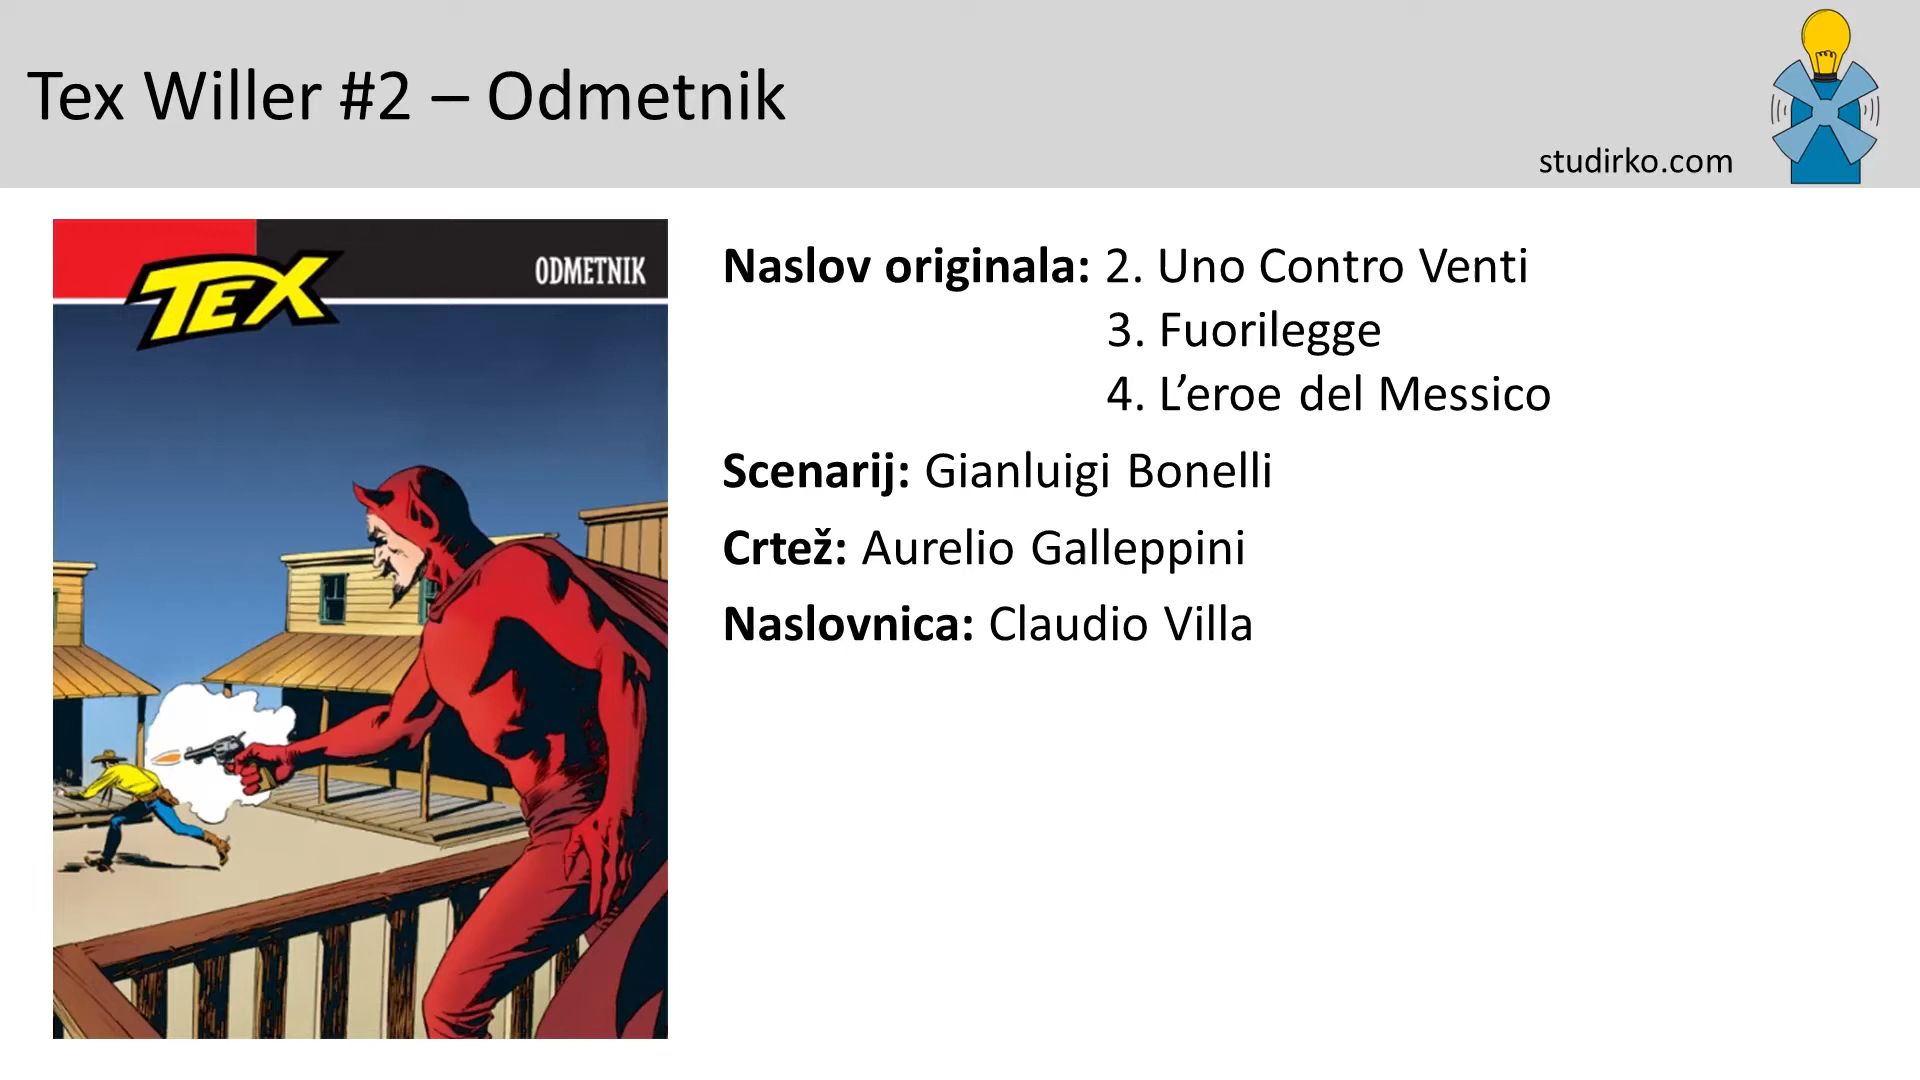 Tex Willer #2 – Odmetnik
studirko.com
TEX
ODMETNIK
Naslov originala: 2. Uno Contro Venti
3. Fuorilegge
4. L’eroe del Messico
Scenarij: Gianluigi Bonelli
Crtež: Aurelio Galleppini
Naslovnica: Claudio Villa